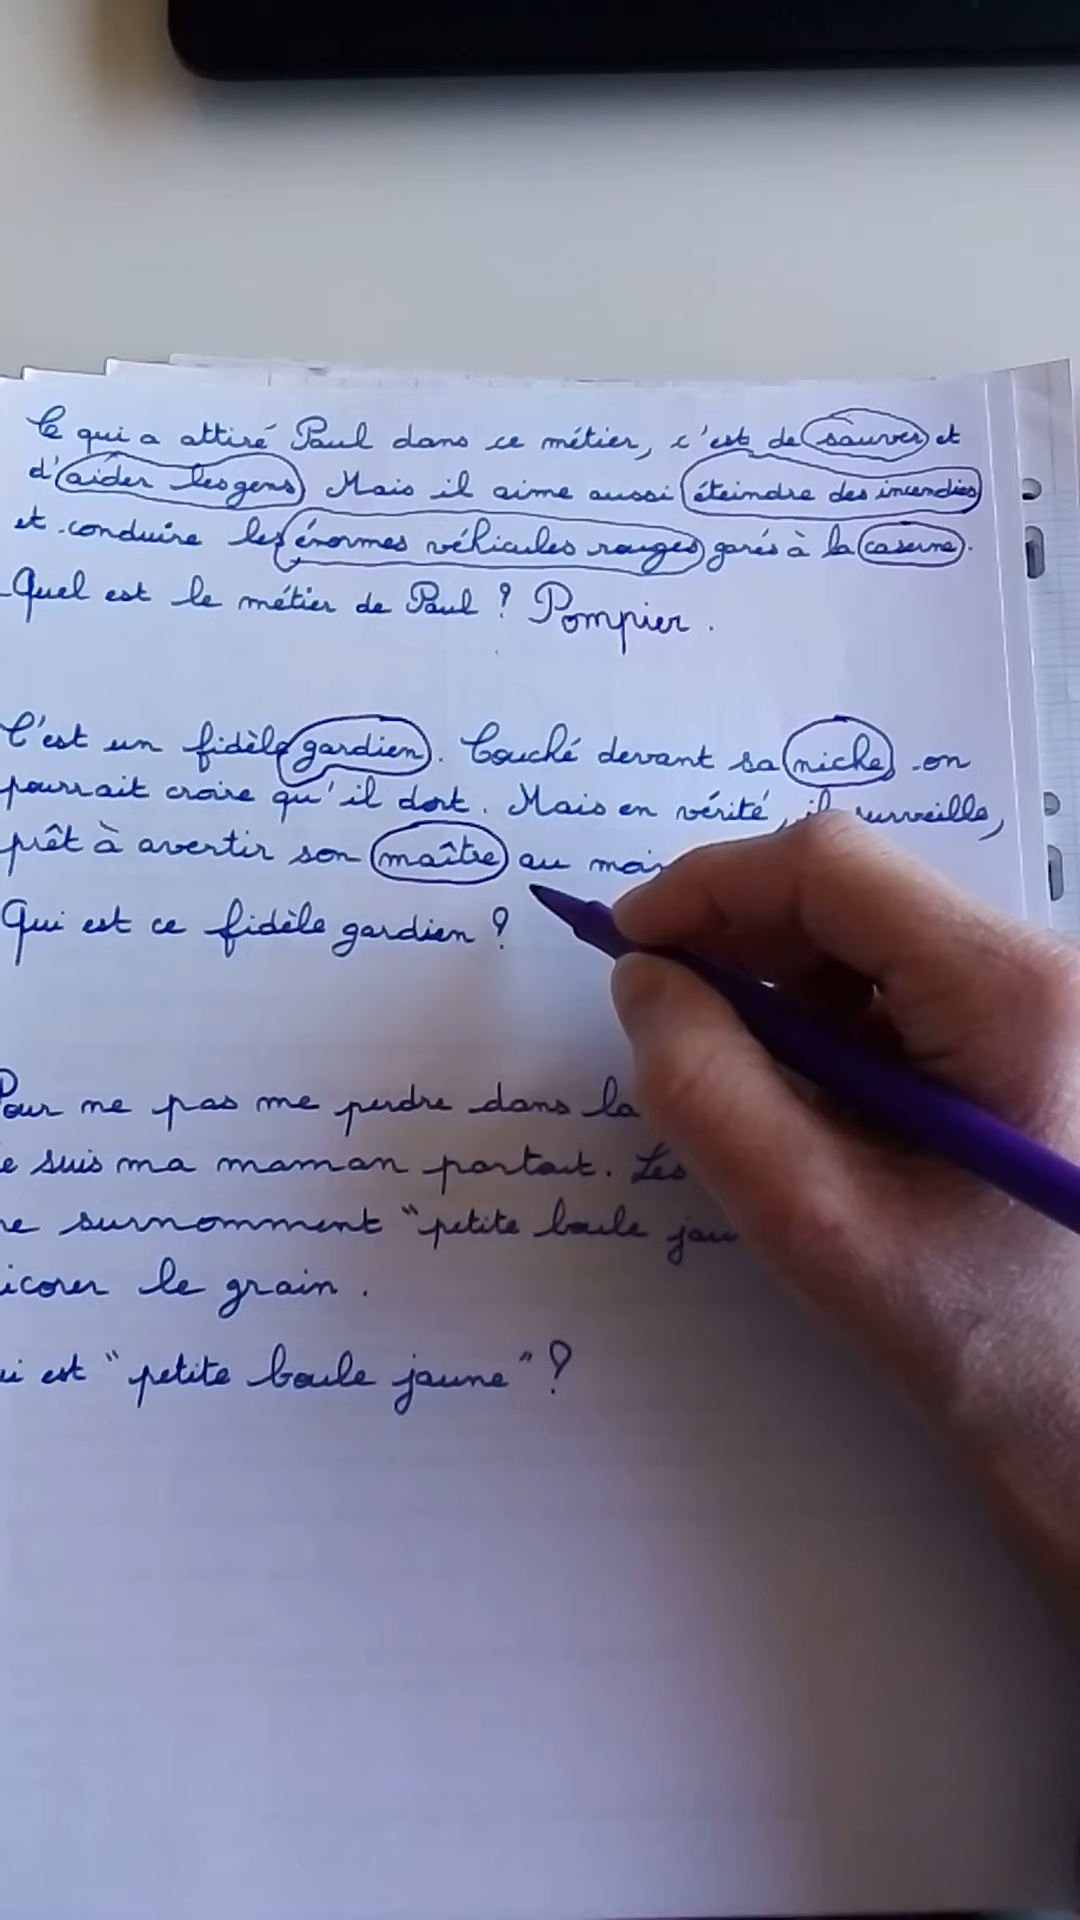 Ce qui a attiré Paul dans ce métier, c'est de sauver et
d'aider les gens. Mais il aime aussi éteindre des incendies
et conduire les énormes véhicules rouges garés à la caserne.
Quel est le métier de Paul ? Pompier.
C'est un fidèle gardien. Couché devant sa niche, on
pourrait croire qu'il dort. Mais en vérité, il surveille,
prêt à avertir son maître au
Qui est ce fidèle gardien ?
Pour ne pas me perdre dans la
suis ma maman partout. Les
surnomment "petite boule
le grain.
est "petite boule jaune" ?